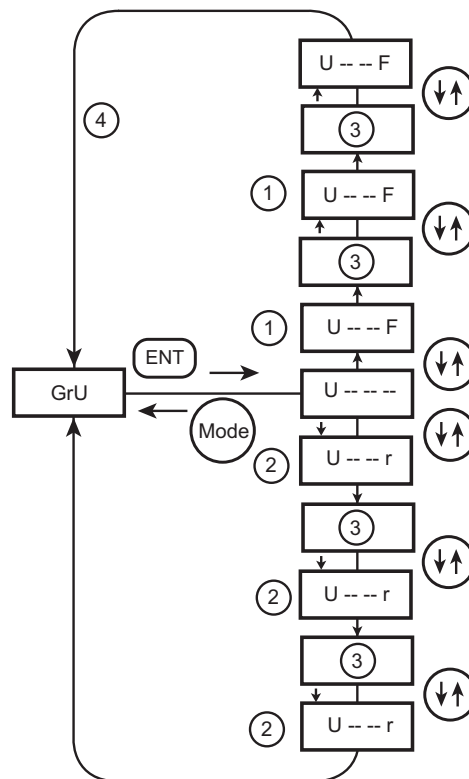 U -- -- F
4
3
1
U -- -- F
3
1
U -- -- F
ENT
GrU
U -- -- --
Mode
2
U -- -- r
3
2
U -- -- r
3
2
U -- -- r